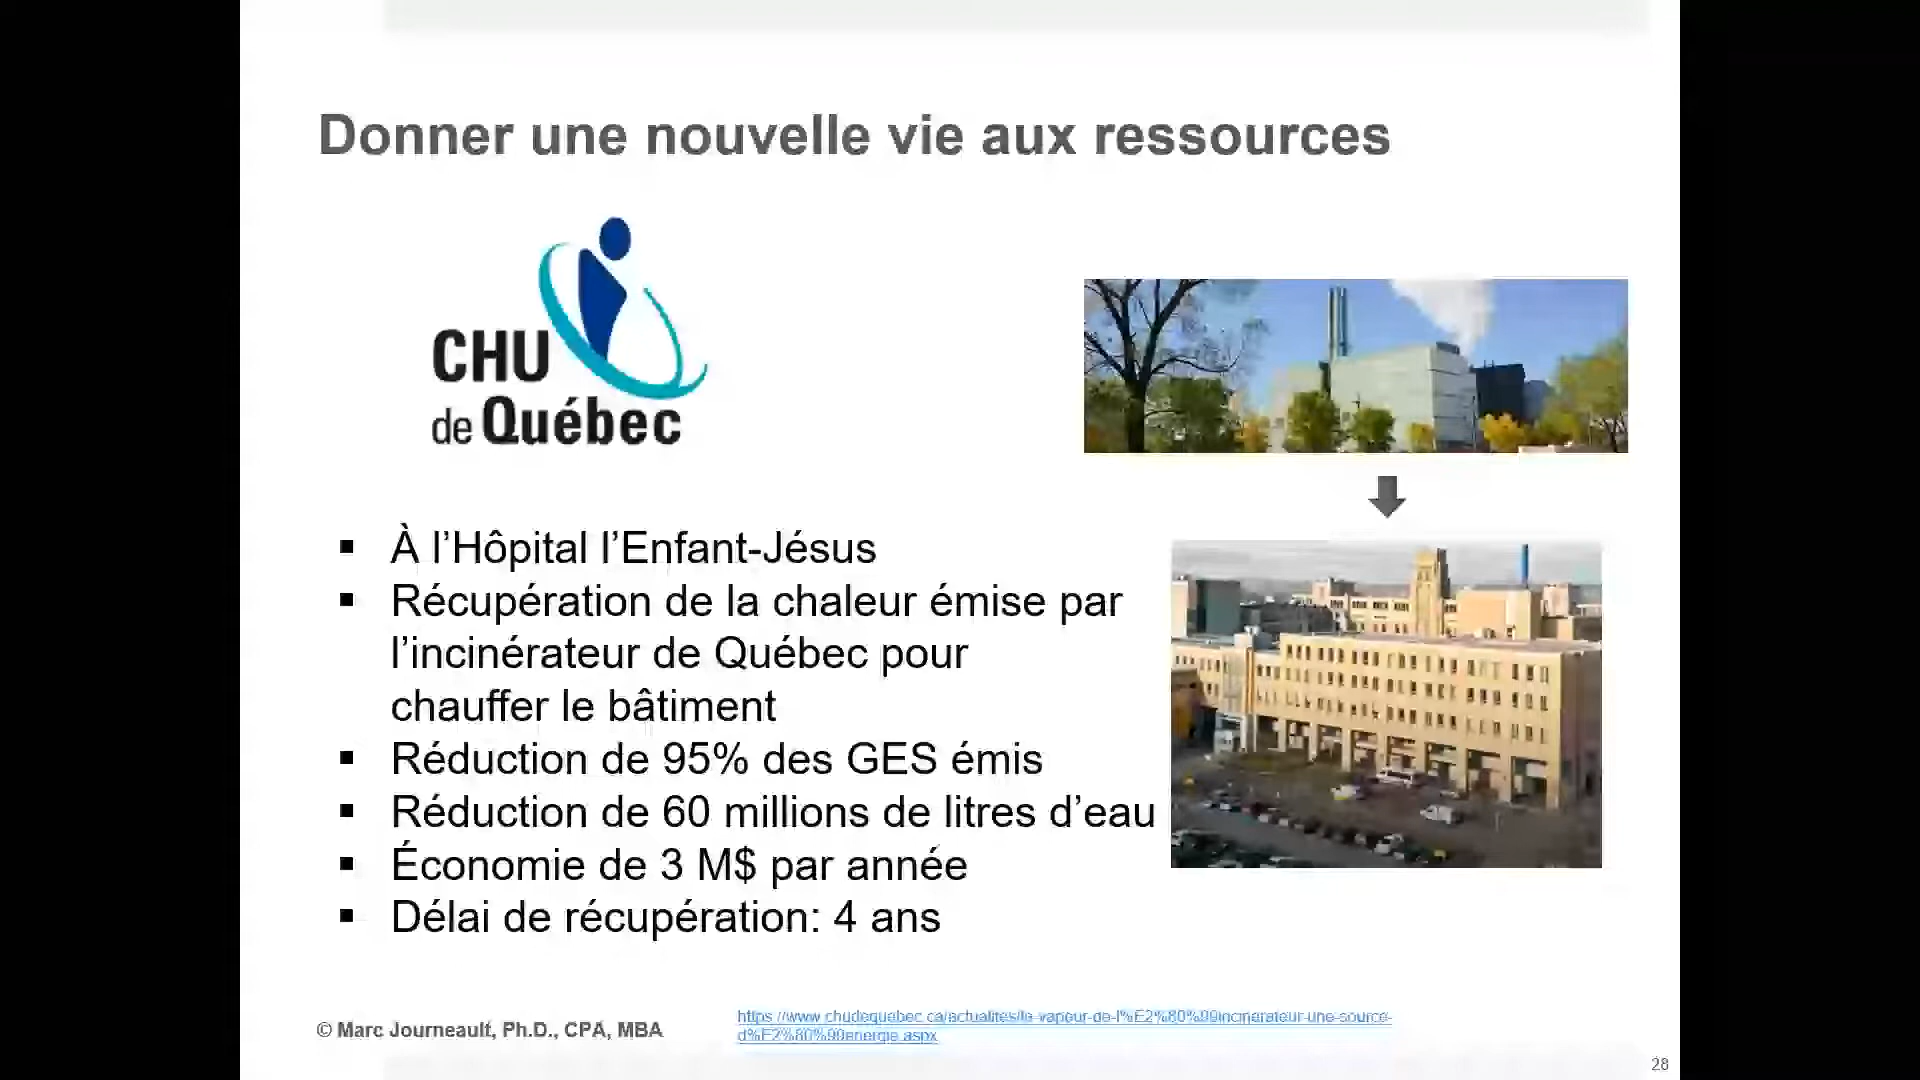 Donner une nouvelle vie aux ressources
CHU
de Québec
▪ À l’Hôpital l’Enfant-Jésus
▪ Récupération de la chaleur émise par
l’incinérateur de Québec pour
chauffer le bâtiment
▪ Réduction de 95% des GES émis
▪ Réduction de 60 millions de litres d’eau
▪ Économie de 3 M$ par année
▪ Délai de récupération: 4 ans
© Marc Journeault, Ph.D., CPA, MBA
https://www.chudequebec.ca/actualites/la-vapeur-de-l%E2%80%99incinerateur-une-source-
d%E2%80%99energie.aspx
28